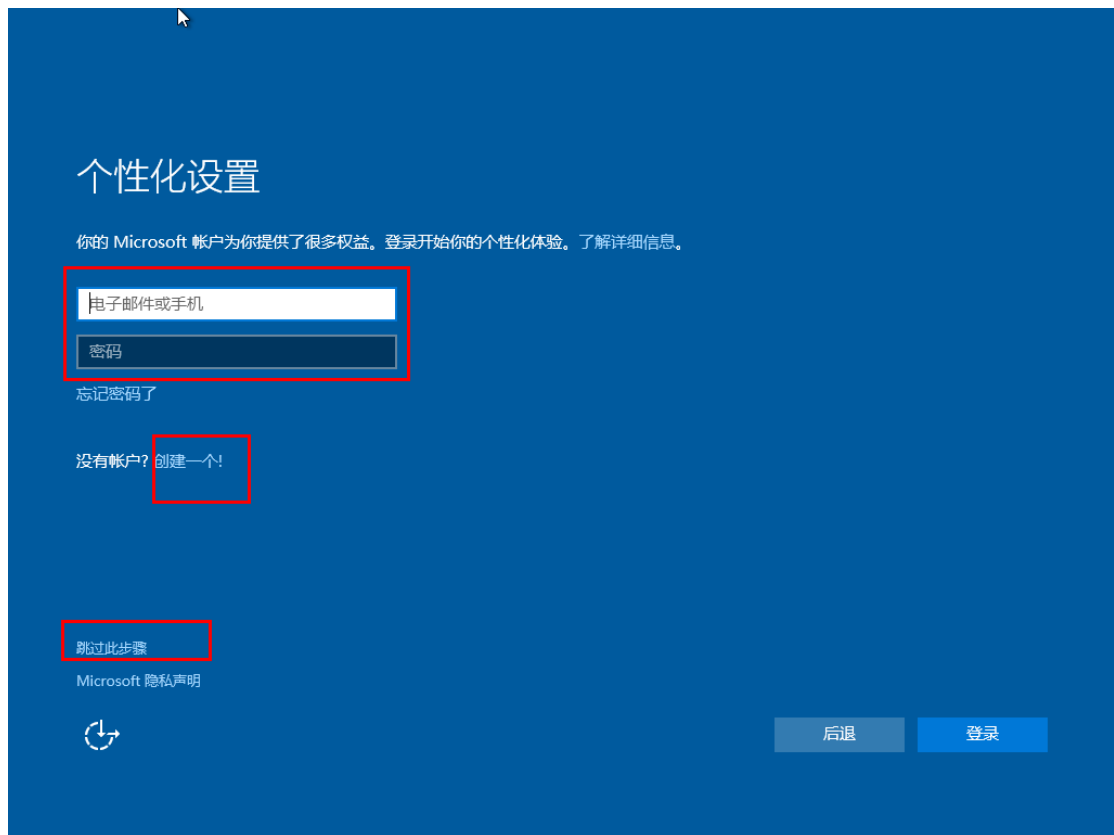 个性化设置
你的 Microsoft 帐户为你提供了很多权益。登录开始你的个性化体验。了解详细信息。
电子邮件或手机
密码
忘记密码了
没有帐户? 创建一个!
跳过此步骤
Microsoft 隐私声明
后退
登录